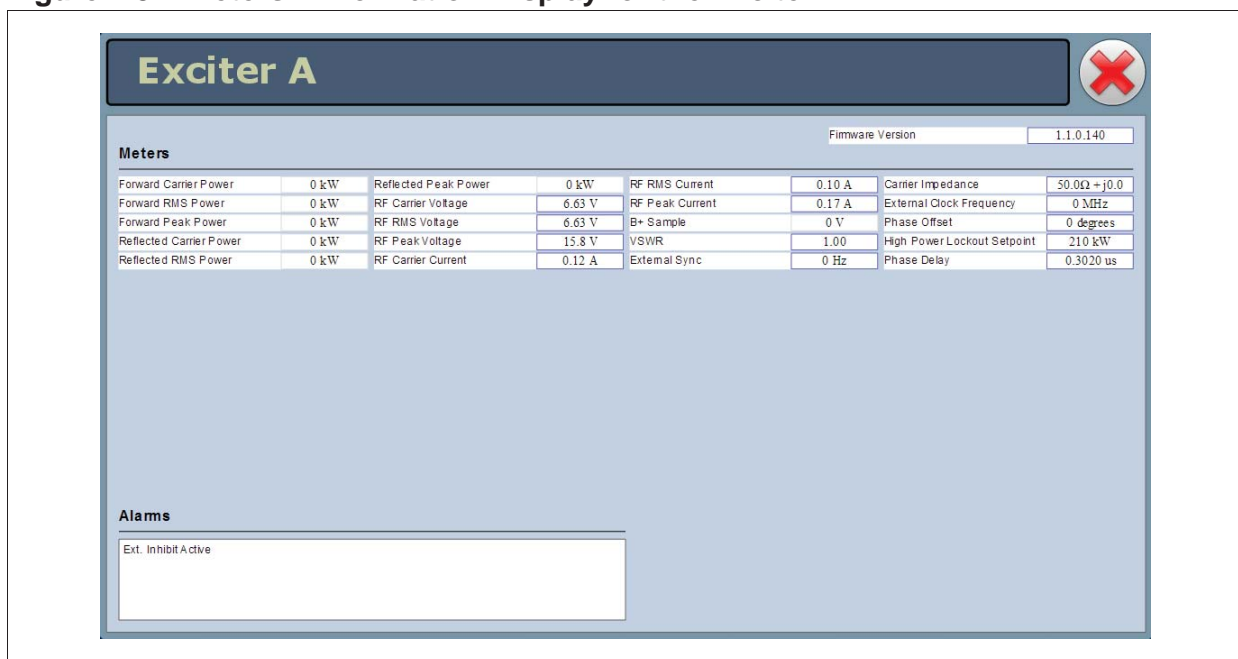 Exciter A
Firmware Version 1.1.0.140
Meters
Forward Carrier Power 0 kW Reflected Peak Power 0 kW RF RMS Current 0.10 A Carrier Impedance 50.0Ω +j0.0
Forward RMS Power 0 kW RF Carrier Voltage 6.63 V RF Peak Current 0.17 A External Clock Frequency 0 MHz
Forward Peak Power 0 kW RF RMS Voltage 6.63 V B+ Sample 0 V Phase Offset 0 degrees
Reflected Carrier Power 0 kW RF Peak Voltage 15.8 V VSWR 1.00 High Power Lockout Setpoint 210 kW
Reflected RMS Power 0 kW RF Carrier Current 0.12 A External Sync 0 Hz Phase Delay 0.3020 us
Alarms
Ext. Inhibit Active